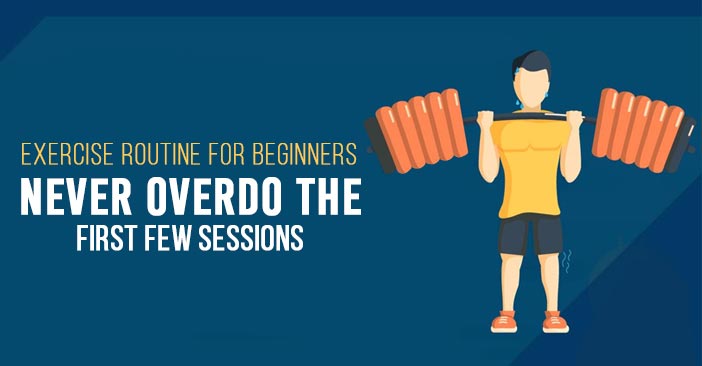 EXERCISE ROUTINE FOR BEGINNERS
NEVER OVERDO THE
FIRST FEW SESSIONS